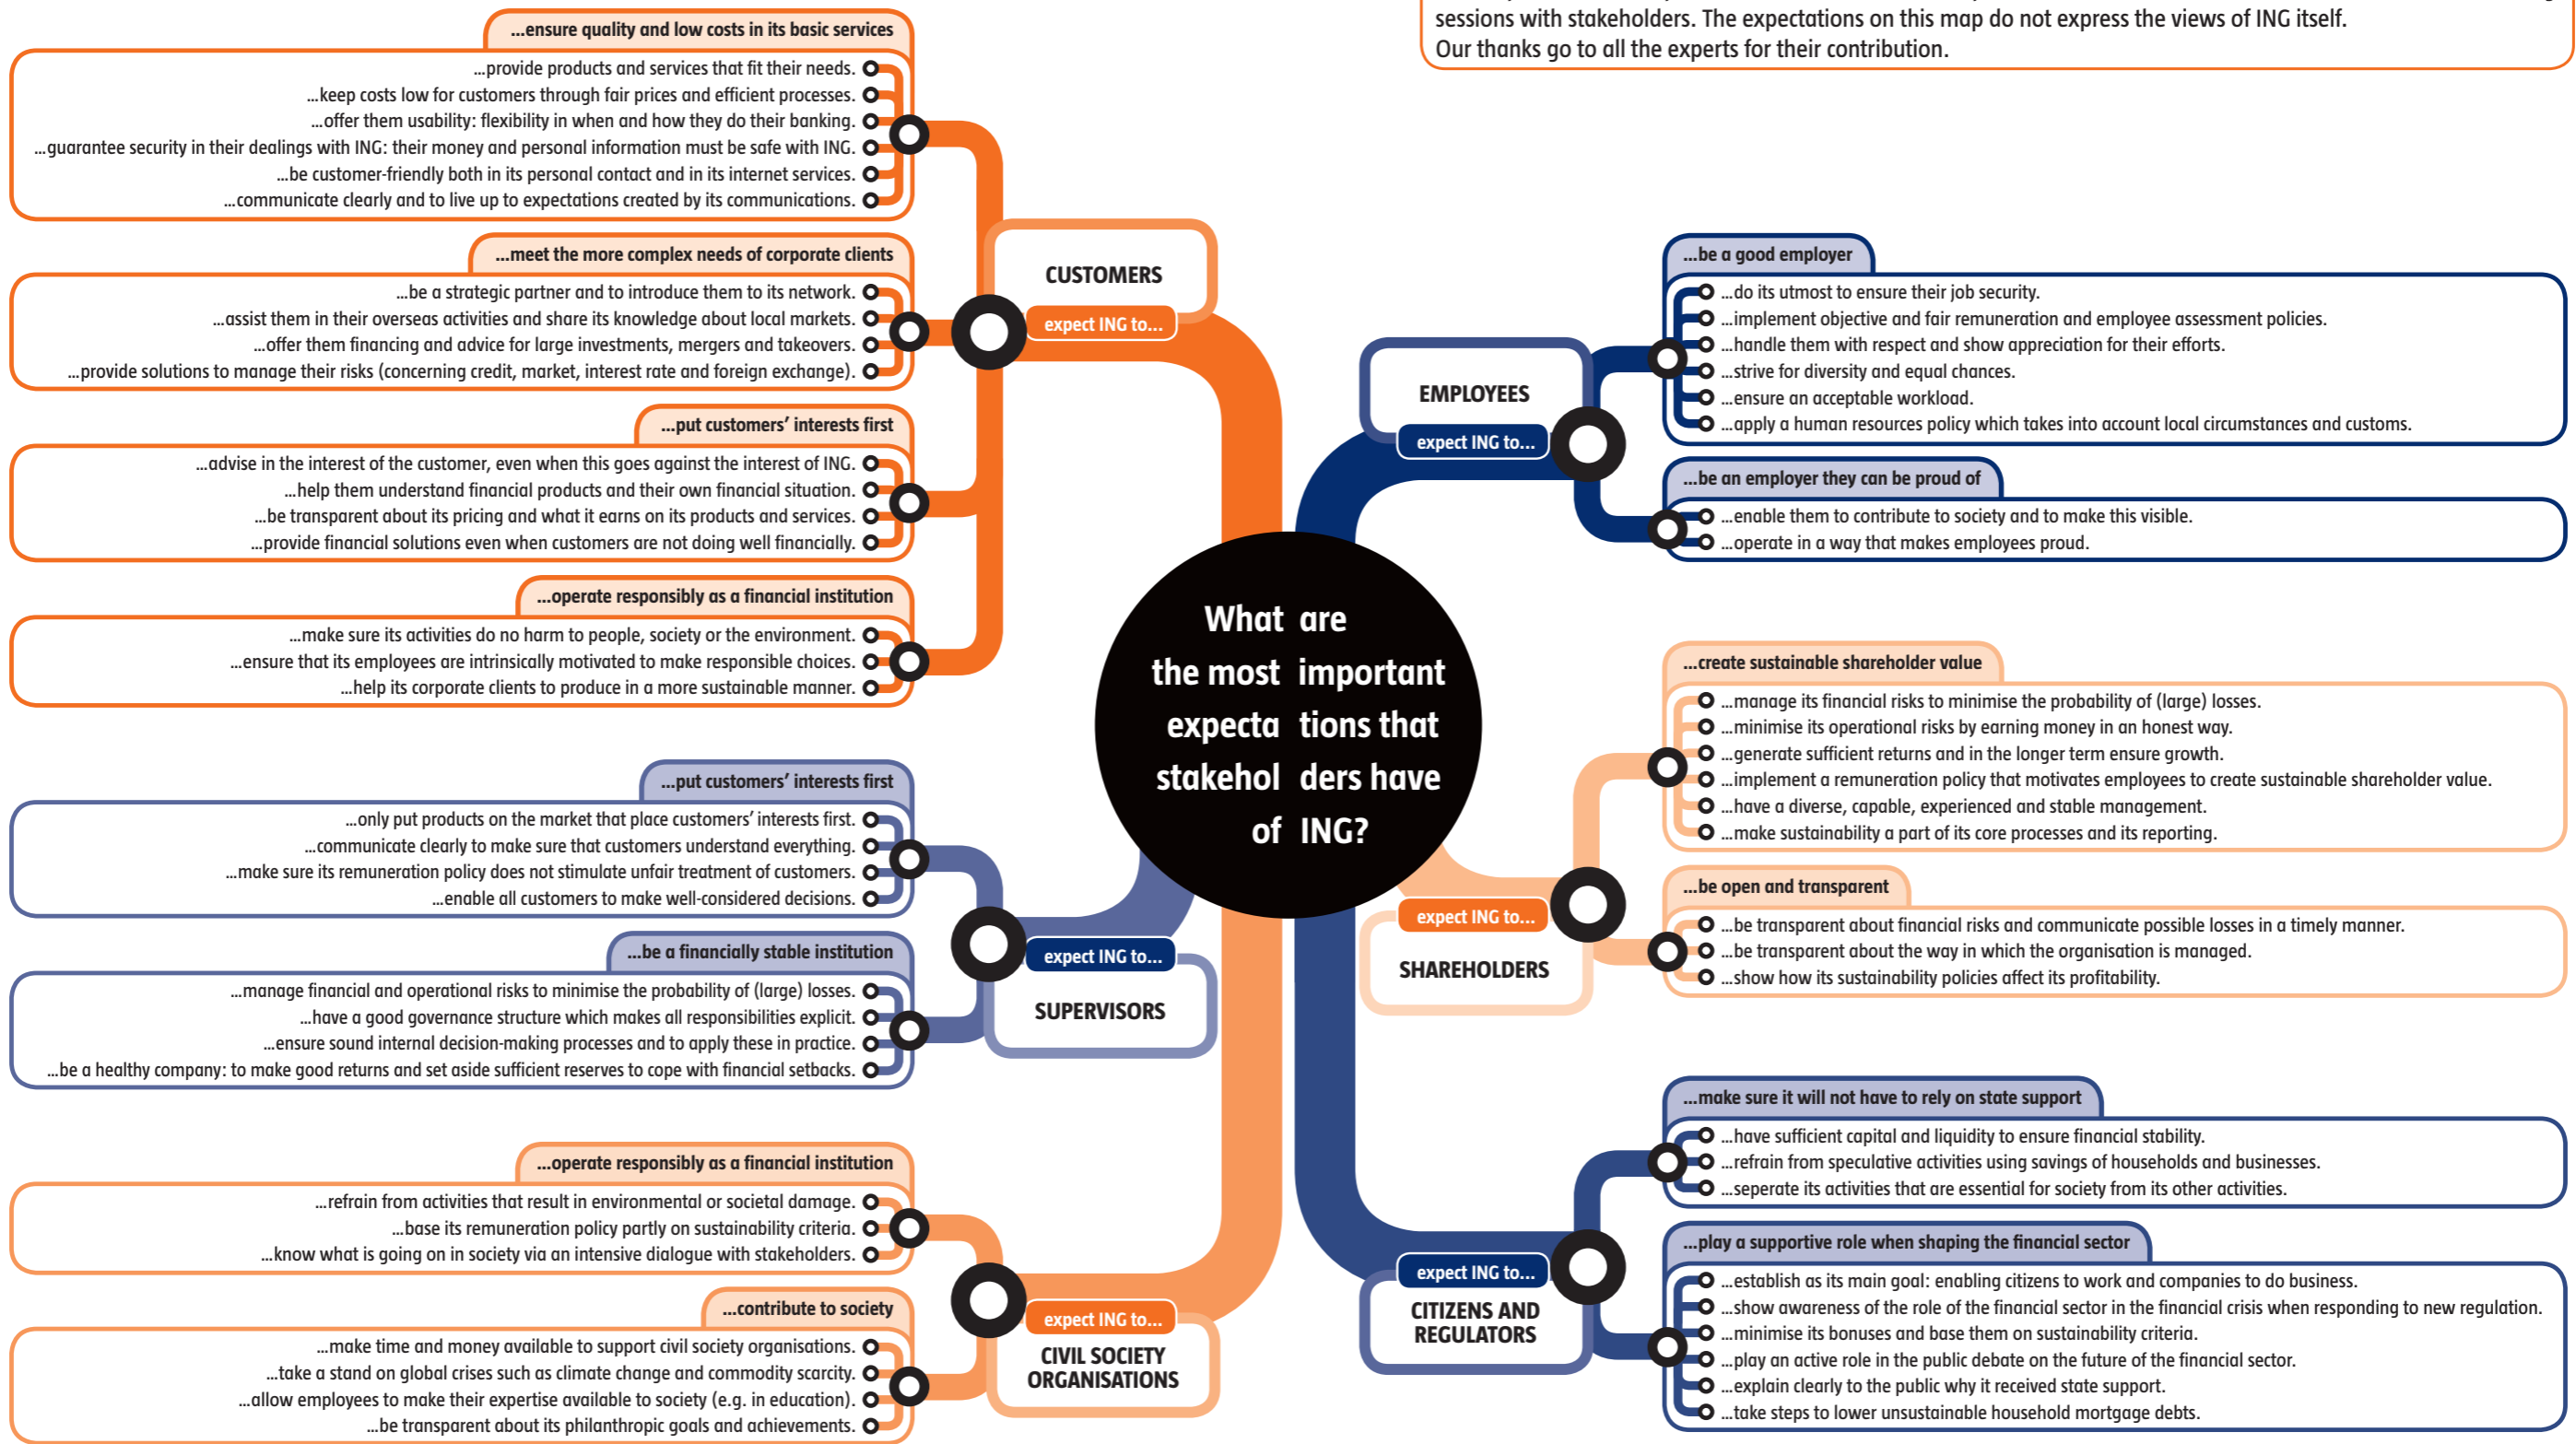 sessions with stakeholders. The expectations on this map do not express the views of ING itself.
Our thanks go to all the experts for their contribution.
...ensure quality and low costs in its basic services
...provide products and services that fit their needs.
...keep costs low for customers through fair prices and efficient processes.
...offer them usability: flexibility in when and how they do their banking.
...guarantee security in their dealings with ING: their money and personal information must be safe with ING.
...be customer-friendly both in its personal contact and in its internet services.
...communicate clearly and to live up to expectations created by its communications.
...meet the more complex needs of corporate clients
...be a strategic partner and to introduce them to its network.
...assist them in their overseas activities and share its knowledge about local markets.
...offer them financing and advice for large investments, mergers and takeovers.
...provide solutions to manage their risks (concerning credit, market, interest rate and foreign exchange).
...put customers' interests first
...advise in the interest of the customer, even when this goes against the interest of ING.
...help them understand financial products and their own financial situation.
...be transparent about its pricing and what it earns on its products and services.
...provide financial solutions even when customers are not doing well financially.
...operate responsibly as a financial institution
...make sure its activities do no harm to people, society or the environment.
...ensure that its employees are intrinsically motivated to make responsible choices.
...help its corporate clients to produce in a more sustainable manner.
CUSTOMERS
expect ING to...
...put customers' interests first
...only put products on the market that place customers' interests first.
...communicate clearly to make sure that customers understand everything.
...make sure its remuneration policy does not stimulate unfair treatment of customers.
...enable all customers to make well-considered decisions.
...be a financially stable institution
...manage financial and operational risks to minimise the probability of (large) losses.
...have a good governance structure which makes all responsibilities explicit.
...ensure sound internal decision-making processes and to apply these in practice.
...be a healthy company: to make good returns and set aside sufficient reserves to cope with financial setbacks.
expect ING to...
SUPERVISORS
...operate responsibly as a financial institution
...refrain from activities that result in environmental or societal damage.
...base its remuneration policy partly on sustainability criteria.
...know what is going on in society via an intensive dialogue with stakeholders.
...contribute to society
...make time and money available to support civil society organisations.
...take a stand on global crises such as climate change and commodity scarcity.
...allow employees to make their expertise available to society (e.g. in education).
...be transparent about its philanthropic goals and achievements.
expect ING to...
CIVIL SOCIETY
ORGANISATIONS
What are
the most important
expecta tions that
stakehol ders have
of ING?
EMPLOYEES
expect ING to...
...be a good employer
...do its utmost to ensure their job security.
...implement objective and fair remuneration and employee assessment policies.
...handle them with respect and show appreciation for their efforts.
...strive for diversity and equal chances.
...ensure an acceptable workload.
...apply a human resources policy which takes into account local circumstances and customs.
...be an employer they can be proud of
...enable them to contribute to society and to make this visible.
...operate in a way that makes employees proud.
...create sustainable shareholder value
...manage its financial risks to minimise the probability of (large) losses.
...minimise its operational risks by earning money in an honest way.
...generate sufficient returns and in the longer term ensure growth.
...implement a remuneration policy that motivates employees to create sustainable shareholder value.
...have a diverse, capable, experienced and stable management.
...make sustainability a part of its core processes and its reporting.
...be open and transparent
...be transparent about financial risks and communicate possible losses in a timely manner.
...be transparent about the way in which the organisation is managed.
...show how its sustainability policies affect its profitability.
expect ING to...
SHAREHOLDERS
...make sure it will not have to rely on state support
...have sufficient capital and liquidity to ensure financial stability.
...refrain from speculative activities using savings of households and businesses.
...seperate its activities that are essential for society from its other activities.
...play a supportive role when shaping the financial sector
...establish as its main goal: enabling citizens to work and companies to do business.
...show awareness of the role of the financial sector in the financial crisis when responding to new regulation.
...minimise its bonuses and base them on sustainability criteria.
...play an active role in the public debate on the future of the financial sector.
...explain clearly to the public why it received state support.
...take steps to lower unsustainable household mortgage debts.
expect ING to...
CITIZENS AND
REGULATORS